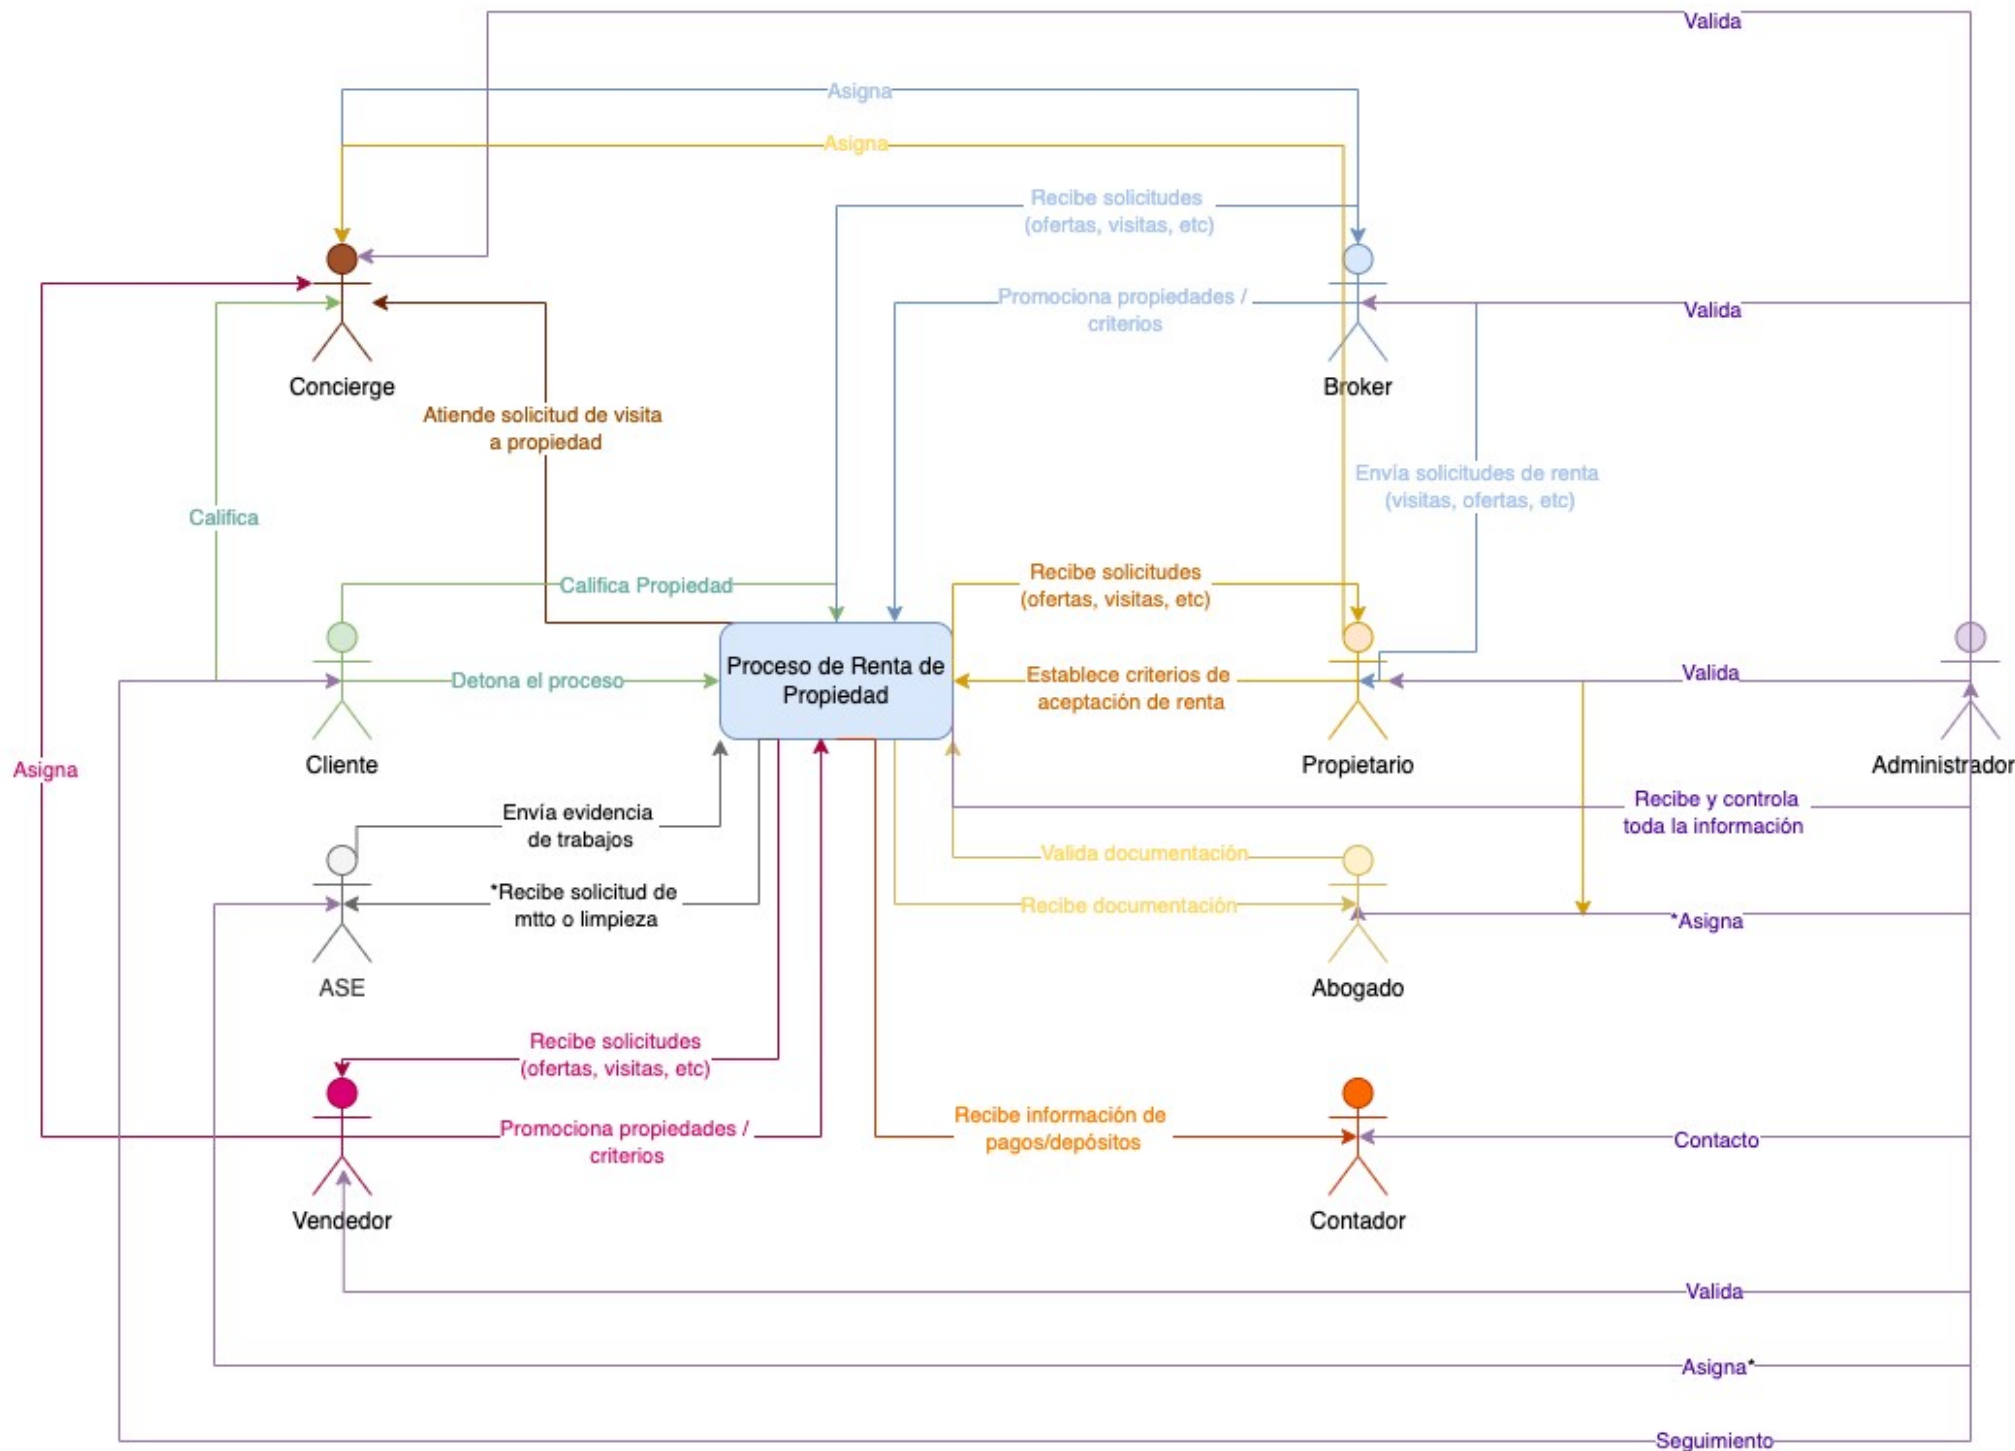 Valida
Asigna
Asigna
Recibe solicitudes
(ofertas, visitas, etc)
Promociona propiedades /
criterios
Valida
Concierge
Broker
Atiende solicitud de visita
a propiedad
Envía solicitudes de renta
(visitas, ofertas, etc)
Califica
Califica Propiedad
Recibe solicitudes
(ofertas, visitas, etc)
Detona el proceso
Proceso de Renta de
Propiedad
Establece criterios de
aceptación de renta
Valida
Cliente
Propietario
Administrador
Asigna
Envía evidencia
de trabajos
Recibe y controla
toda la información
Valida documentación
*Recibe solicitud de
mtto o limpieza
Recibe documentación
*Asigna
ASE
Abogado
Recibe solicitudes
(ofertas, visitas, etc)
Promociona propiedades /
criterios
Recibe información de
pagos/depósitos
Contacto
Vendedor
Contador
Valida
Asigna*
Seguimiento